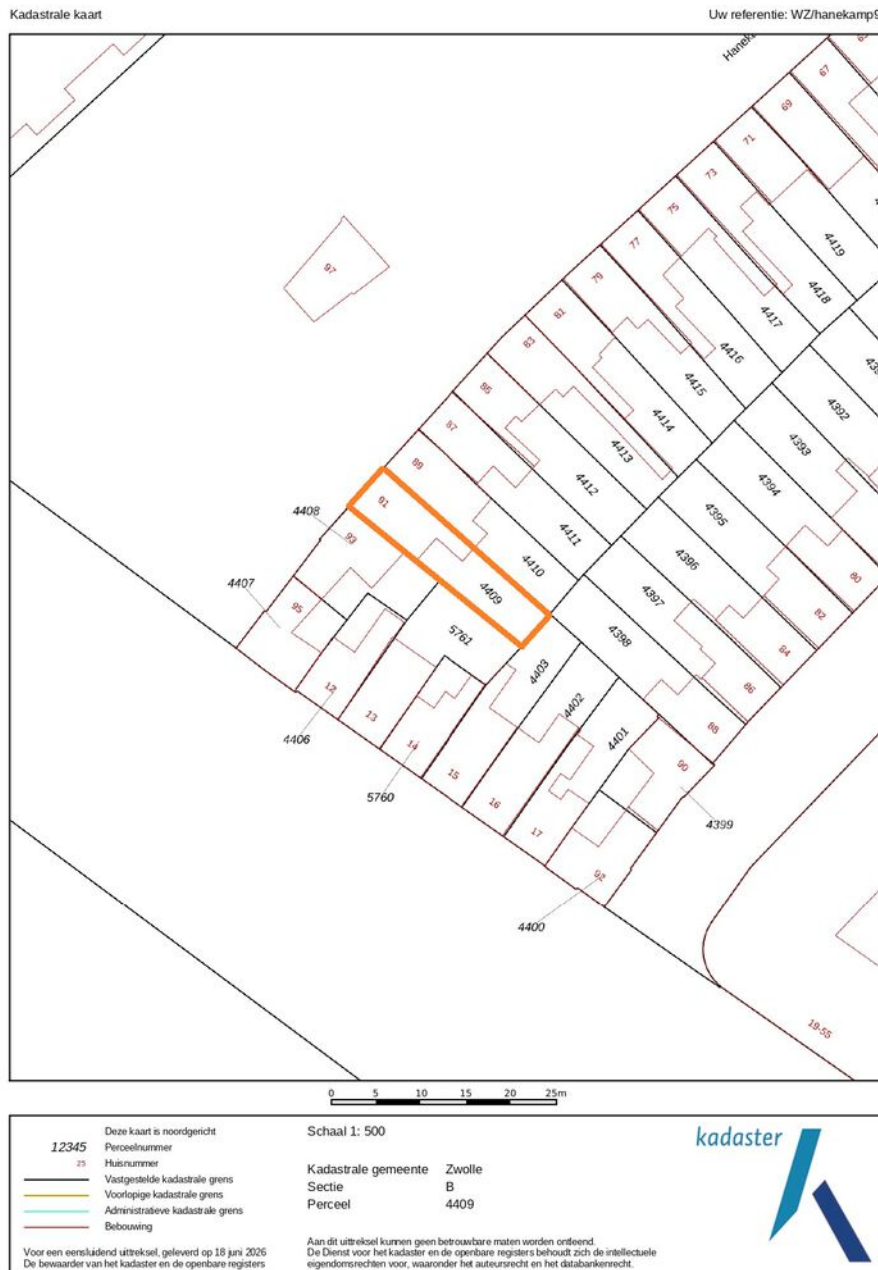 Kadastrale kaart
Uw referentie: WZ/hanekamp9
67
69
71
73
75
77
79
81
83
85
87
89
91
93
95
97
4419
4418
4417
4416
4415
4414
4413
4412
4411
4410
4409
4408
4407
4392
4393
4394
4395
4396
4397
4398
5761
4403
4402
4401
80
82
84
86
88
90
92
12
13
14
15
16
17
4406
5760
4399
4400
19-55
0 5 10 15 20 25m
Deze kaart is noordgericht
12345 Perceelnummer
25 Huisnummer
Vastgestelde kadastrale grens
Voorlopige kadastrale grens
Administratieve kadastrale grens
Bebouwing
Voor een eensluidend uittreksel, geleverd op 18 juni 2026
De bewaarder van het kadaster en de openbare registers
Schaal 1: 500
Kadastrale gemeente Zwolle
Sectie B
Perceel 4409
Aan dit uittreksel kunnen geen betrouwbare maten worden ontleend.
De Dienst voor het kadaster en de openbare registers behoudt zich de intellectuele
eigendomsrechten voor, waaronder het auteursrecht en het databankenrecht.
kadaster